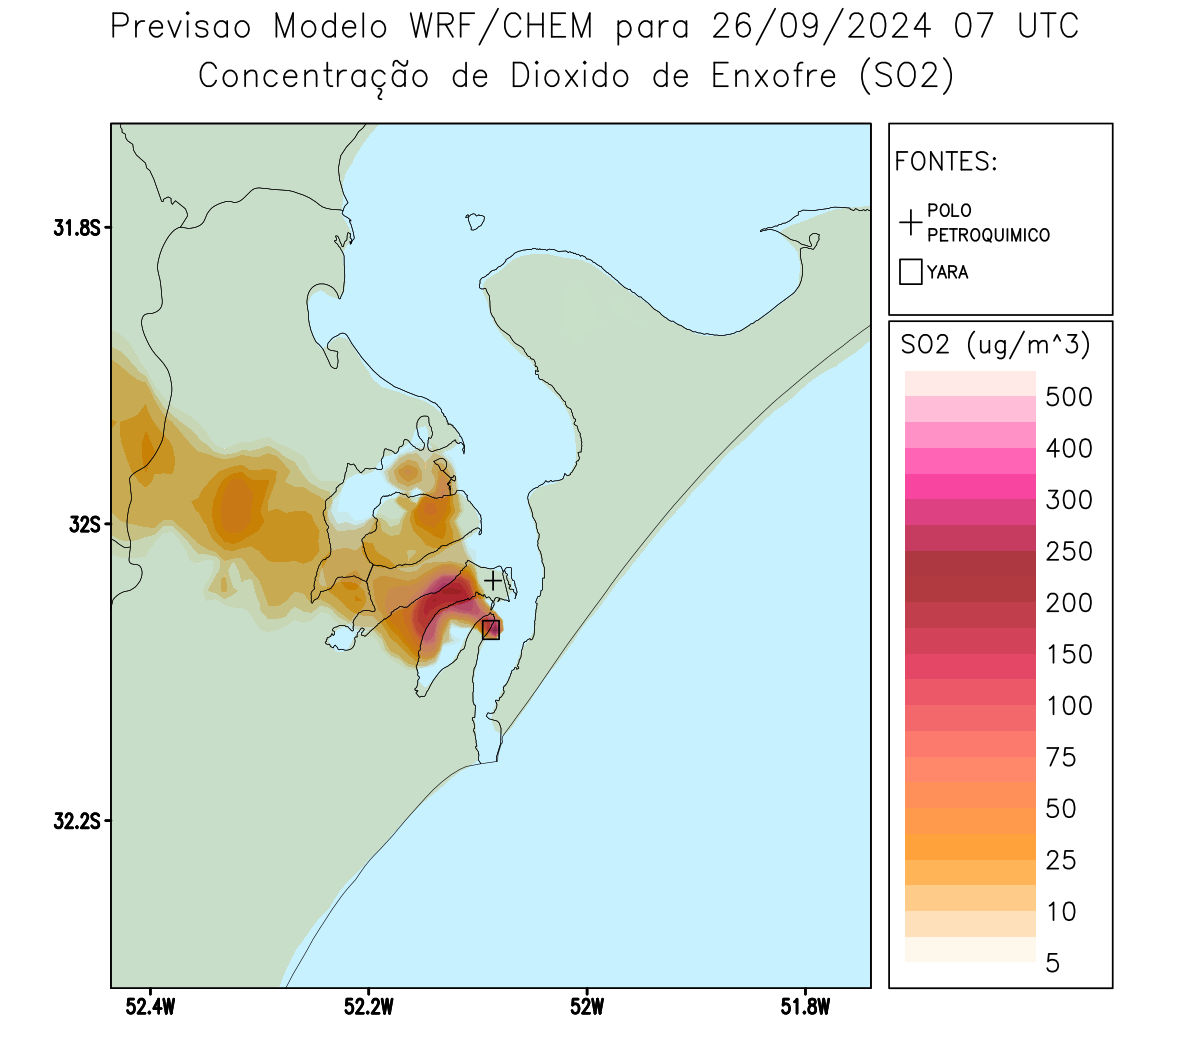 Previsao Modelo WRF/CHEM para 26/09/2024 07 UTC
Concentração de Dioxido de Enxofre (SO2)
FONTES:
POLO
PETROQUIMICO
YARA
31.8S
32S
32.2S
52.4W
52.2W
52W
51.8W
SO2 (ug/m^3)
500
400
300
250
200
150
100
75
50
25
10
5